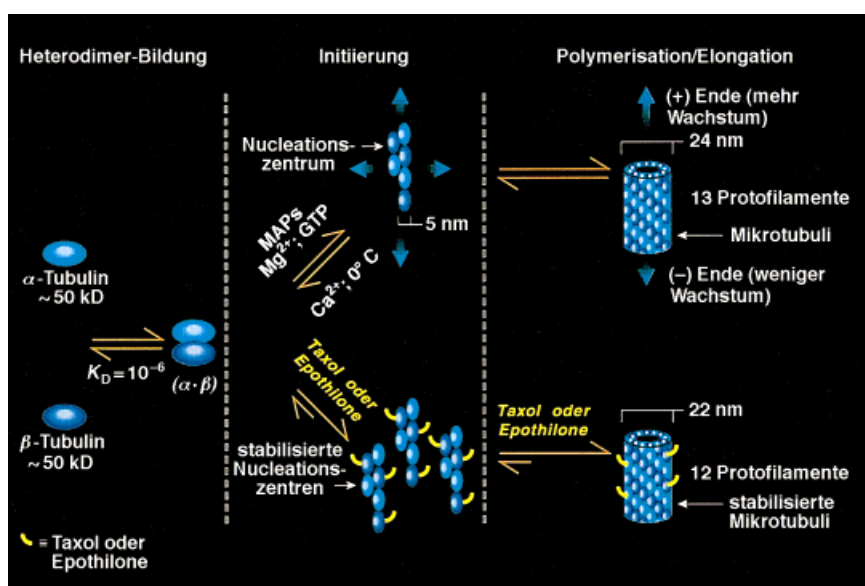 Heterodimer-Bildung
Initiierung
Polymerisation/Elongation
α-Tubulin
~ 50 kD
K_D = 10⁻⁶
(α·β)
β-Tubulin
~ 50 kD
= Taxol oder
Epothilone
Nucleations-
zentrum
5 nm
MAPs
Mg²⁺; GTP
Ca²⁺; 0° C
Taxol oder
Epothilone
stabilisierte
Nucleations-
zentren
(+) Ende (mehr
Wachstum)
24 nm
13 Protofilamente
Mikrotubuli
(–) Ende (weniger
Wachstum)
Taxol oder
Epothilone
22 nm
12 Protofilamente
stabilisierte
Mikrotubuli